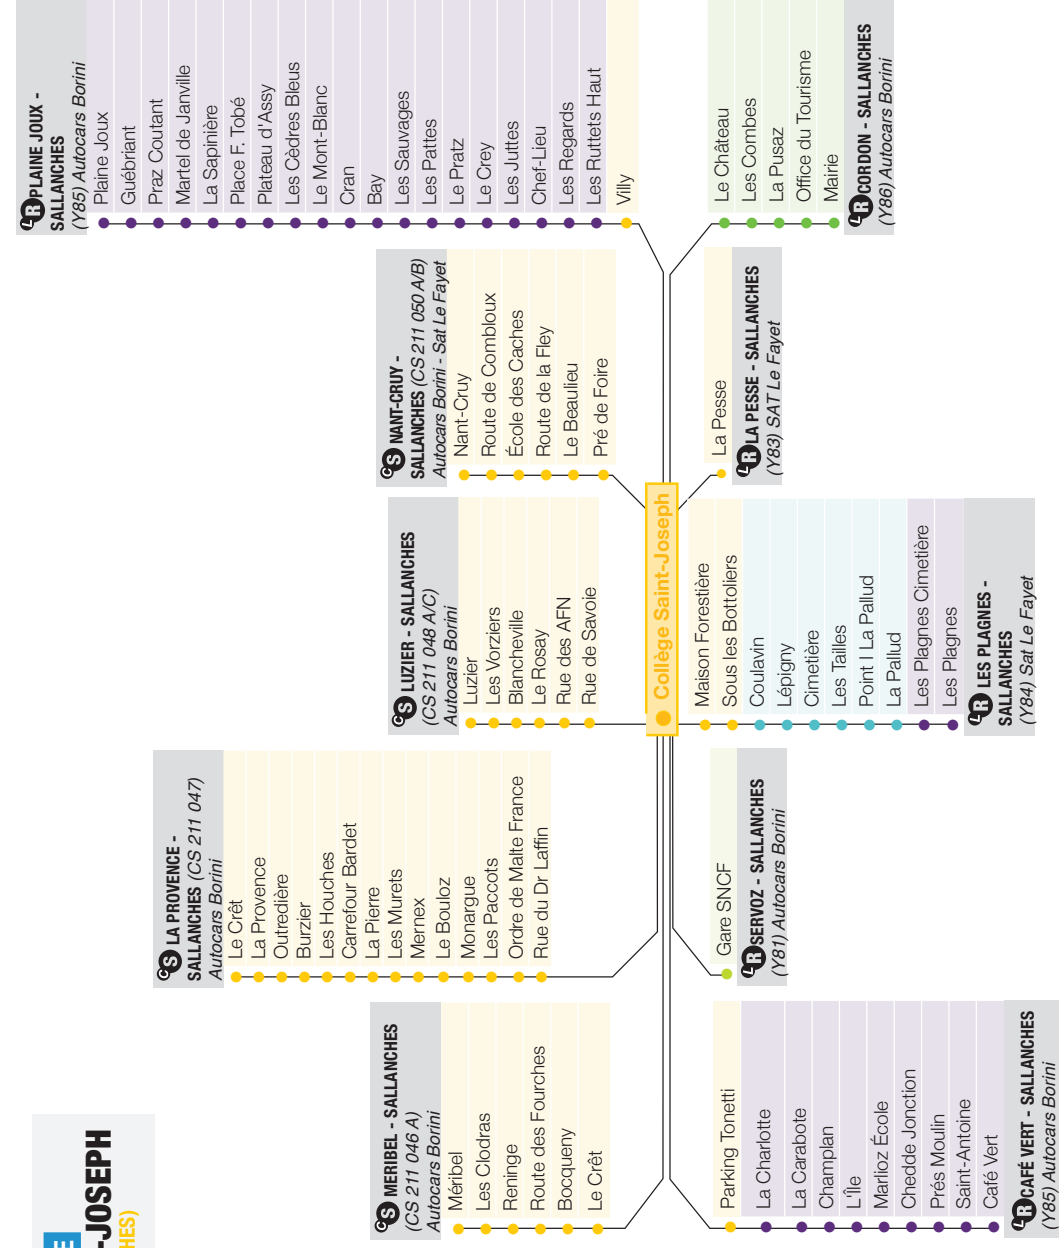 -JOSEPH
LR PLAINE JOUX -
SALLANCHES
(Y85) Autocars Borini
Plaine Joux
Guébriant
Praz Coutant
Martel de Janville
La Sapinière
Place F. Tobé
Plateau d'Assy
Les Cèdres Bleus
Le Mont-Blanc
Cran
Bay
Les Sauvages
Les Pattes
Le Pratz
Le Crey
Les Juttes
Chef-Lieu
Les Regards
Les Ruttets Haut
Villy
CS NANT-CRUY -
SALLANCHES (CS 211 050 A/B)
Autocars Borini - Sat Le Fayet
Nant-Cruy
Route de Combloux
École des Caches
Route de la Fley
Le Beaulieu
Pré de Foire
CS LUZIER - SALLANCHES
(CS 211 048 A/C)
Autocars Borini
Luzier
Les Vorziers
Blancheville
Le Rosay
Rue des AFN
Rue de Savoie
CS LA PROVENCE -
SALLANCHES (CS 211 047)
Autocars Borini
Le Crêt
La Provence
Outredière
Burzier
Les Houches
Carrefour Bardet
La Pierre
Les Murets
Mernex
Le Bouloz
Monargue
Les Paccots
Ordre de Malte France
Rue du Dr Laffin
CS MERIBEL - SALLANCHES
(CS 211 046 A)
Autocars Borini
Méribel
Les Clodras
Reninge
Route des Fourches
Bocqueny
Le Crêt
Collège Saint-Joseph
Le Château
Les Combes
La Pusaz
Office du Tourisme
Mairie
LR CORDON - SALLANCHES
(Y86) Autocars Borini
La Pesse
LR LA PESSE - SALLANCHES
(Y83) SAT Le Fayet
Maison Forestière
Sous les Bottoliers
Coulavin
Lépigny
Cimetière
Les Tailles
Point I La Pallud
La Pallud
Les Plagnes Cimetière
Les Plagnes
LR LES PLAGNES -
SALLANCHES
(Y84) Sat Le Fayet
Gare SNCF
LR SERVOZ - SALLANCHES
(Y81) Autocars Borini
Parking Tonetti
La Charlotte
La Carabote
Champlan
L'Île
Marlioz École
Chedde Jonction
Prés Moulin
Saint-Antoine
Café Vert
LR CAFÉ VERT - SALLANCHES
(Y85) Autocars Borini